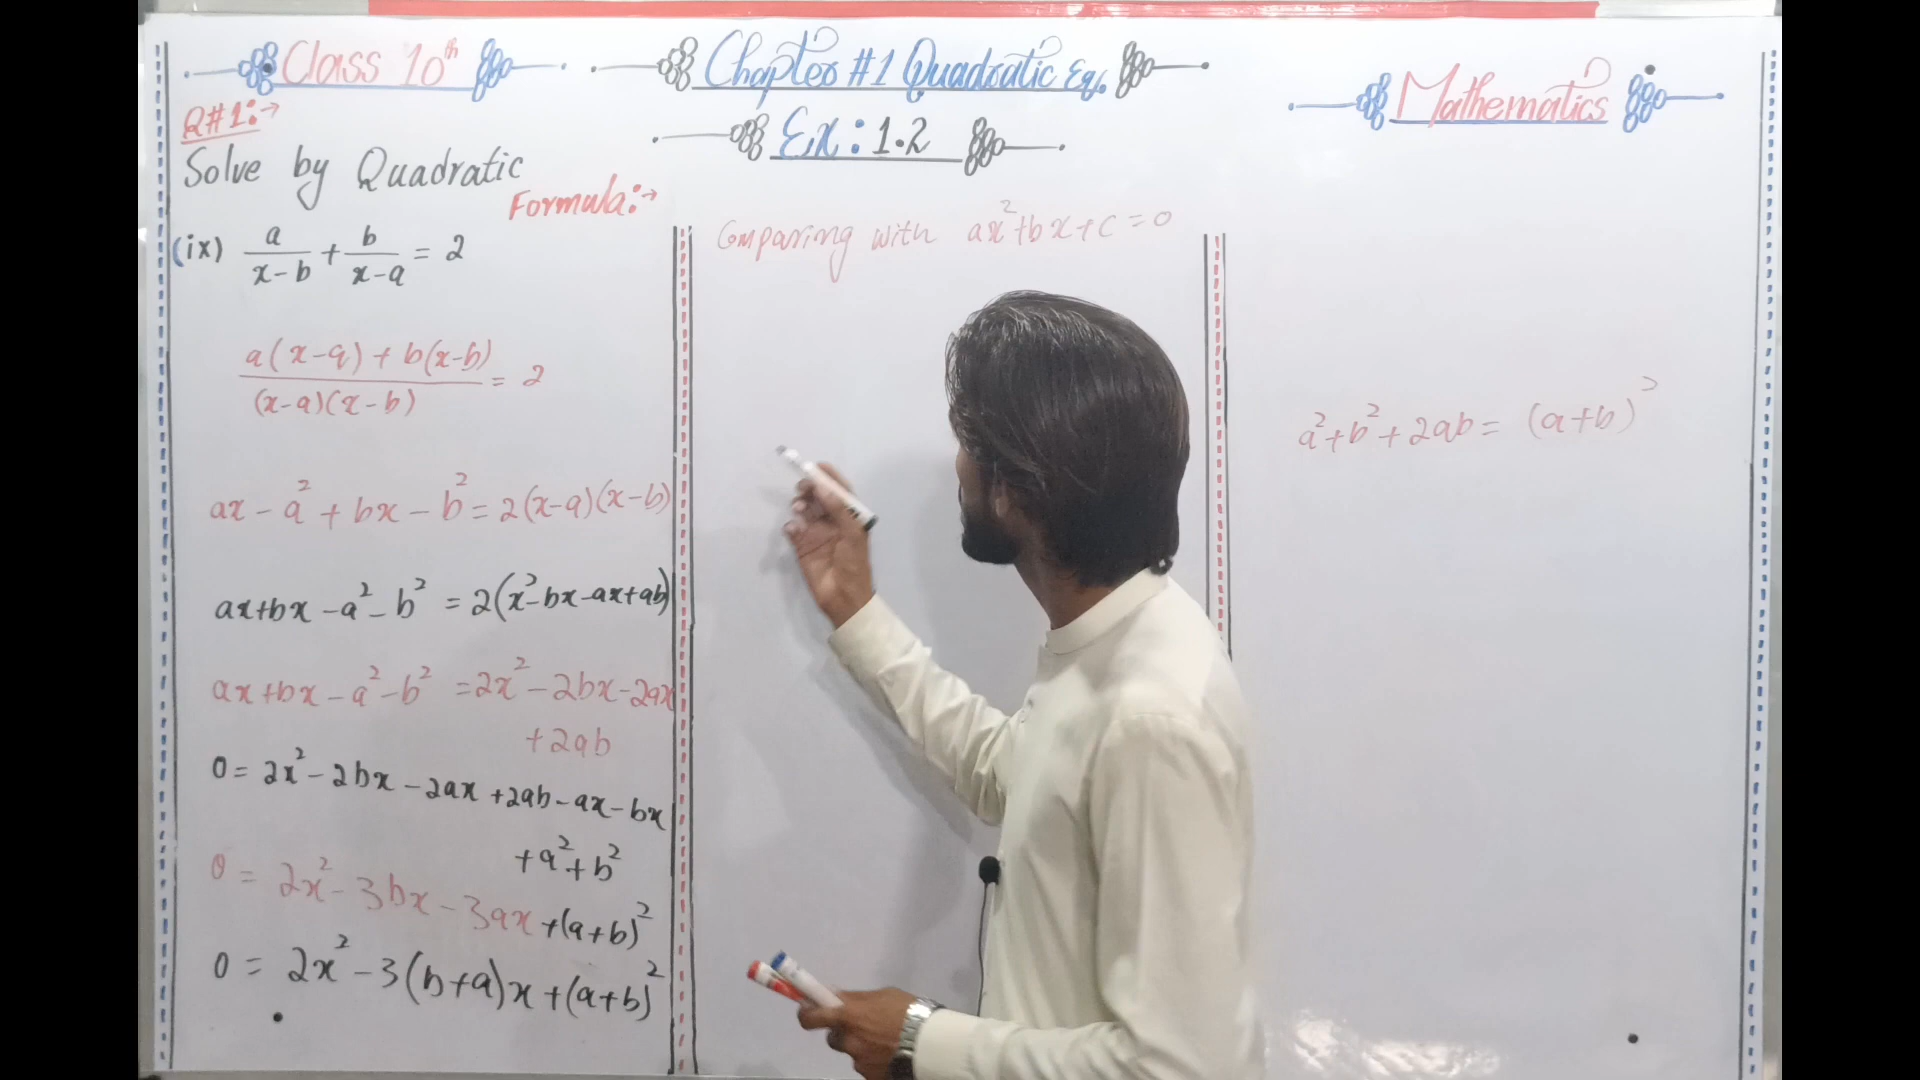 Class 10th
Chapter #1 Quadratic Eq.
Mathematics
Ex: 1.2
Q#1:→
Solve by Quadratic
Formula:→
(ix) a/(x-b) + b/(x-a) = 2
(a(x-a) + b(x-b))/((x-a)(x-b)) = 2
ax - a² + bx - b² = 2(x-a)(x-b)
ax+bx - a² - b² = 2(x²-bx-ax+ab)
ax+bx - a² - b² = 2x² - 2bx - 2ax
+2ab
0 = 2x² - 2bx - 2ax +2ab - ax - bx
+a²+b²
0 = 2x² - 3bx - 3ax +(a+b)²
0 = 2x² - 3(b+a)x +(a+b)²
Comparing with ax²+bx+c=0
a²+b²+2ab = (a+b)²